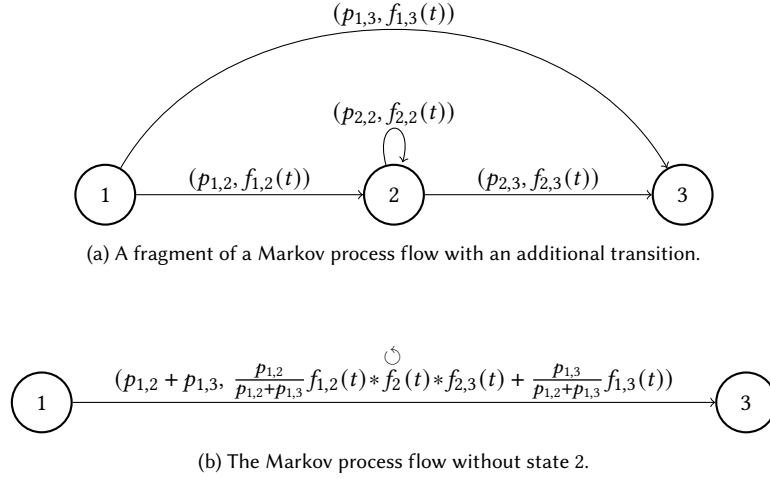 (p₁,₃, f₁,₃(t))
(p₂,₂, f₂,₂(t))
1 (p₁,₂, f₁,₂(t)) 2 (p₂,₃, f₂,₃(t)) 3
(a) A fragment of a Markov process flow with an additional transition.
1 (p₁,₂ + p₁,₃, p₁,₂/(p₁,₂+p₁,₃) f₁,₂(t) * f₂^↺(t) * f₂,₃(t) + p₁,₃/(p₁,₂+p₁,₃) f₁,₃(t)) 3
(b) The Markov process flow without state 2.